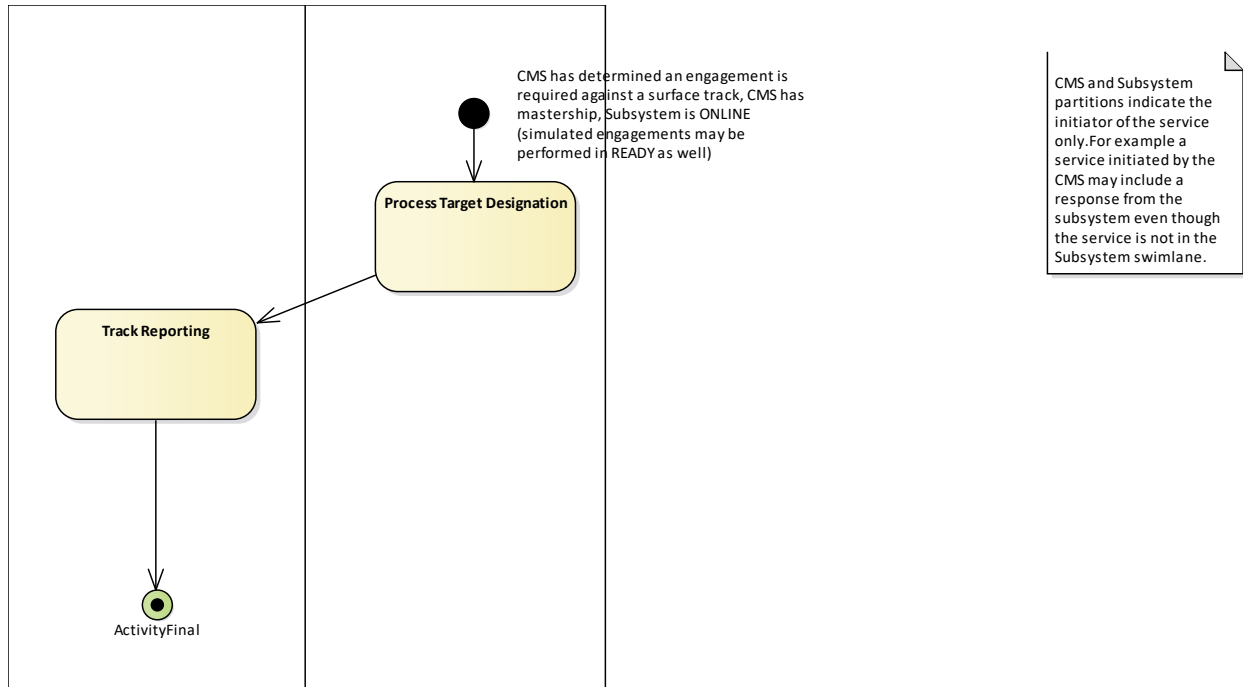 CMS has determined an engagement is
required against a surface track, CMS has
mastership, Subsystem is ONLINE
(simulated engagements may be
performed in READY as well)
CMS and Subsystem
partitions indicate the
initiator of the service
only.For example a
service initiated by the
CMS may include a
response from the
subsystem even though
the service is not in the
Subsystem swimlane.
Process Target Designation
Track Reporting
ActivityFinal